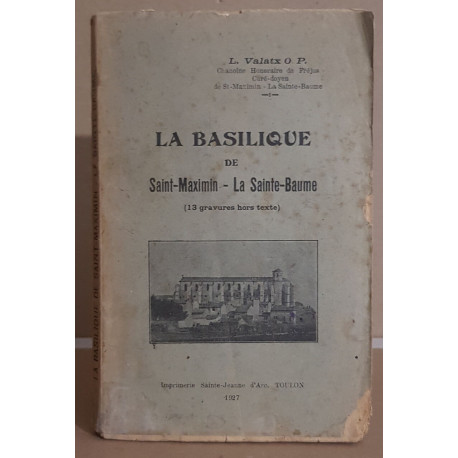 L. Valatx O P.
Chanoine Honoraire de Fréjus
Curé-doyen
de St-Maximin - La Sainte-Baume
LA BASILIQUE
DE
Saint-Maximin - La Sainte-Baume
(13 gravures hors texte)
Imprimerie Sainte-Jeanne d'Arc, TOULON
1927
LA BASILIQUE DE SAINT-MAXIMIN - LA SAINTE-BAUME